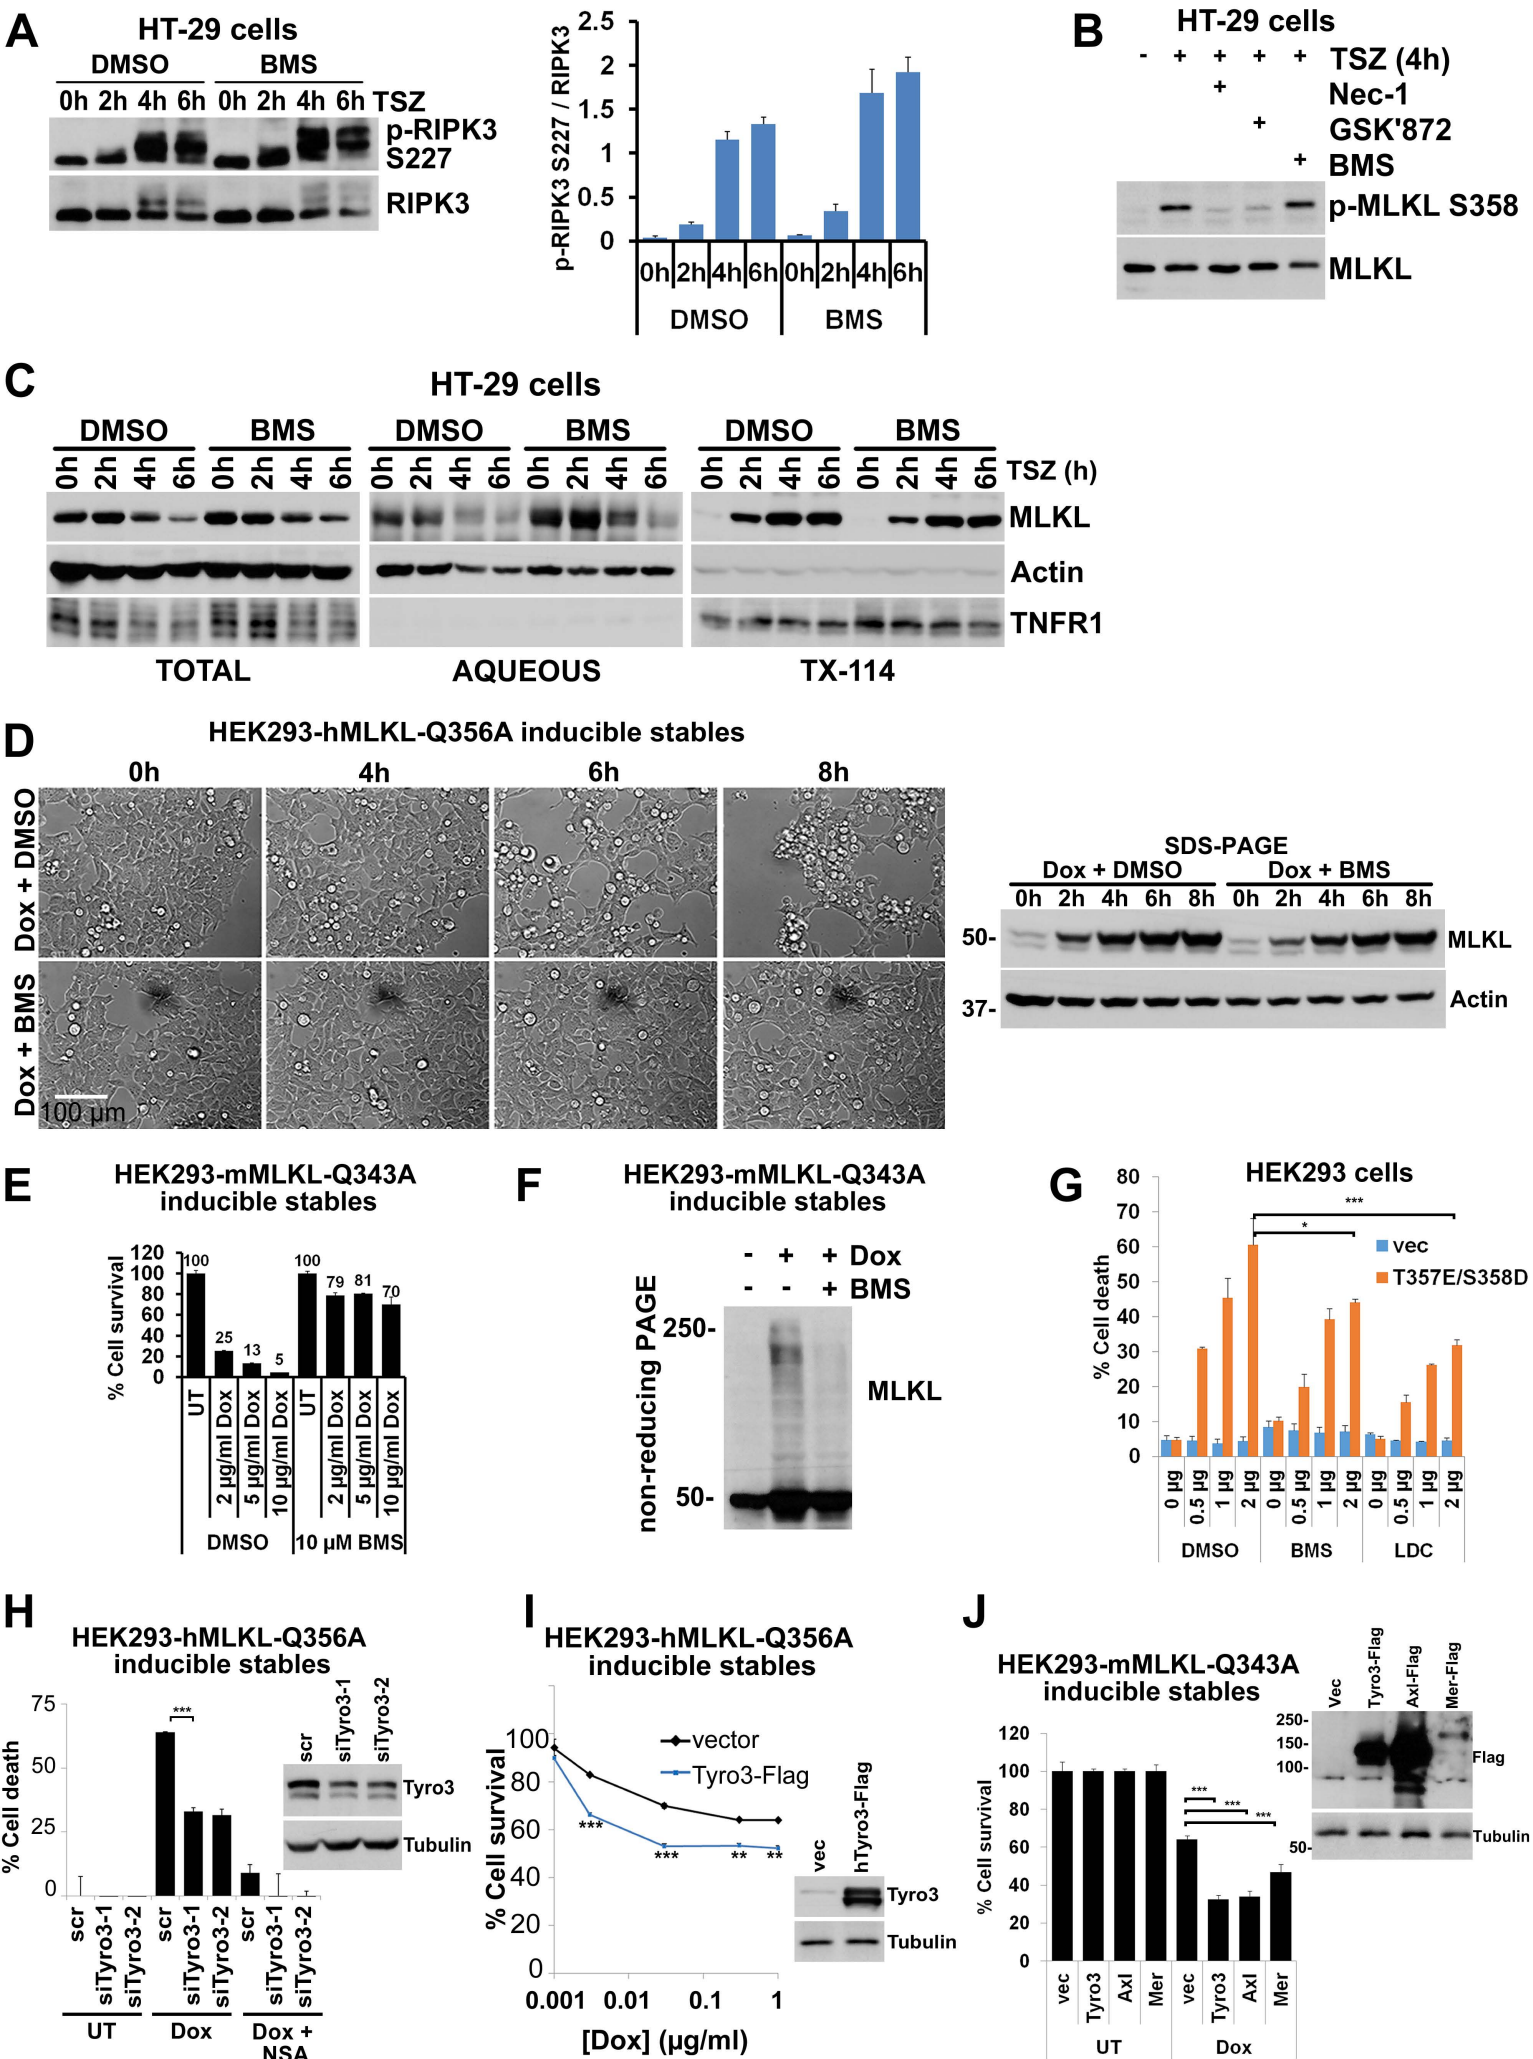 A
HT-29 cells
DMSO BMS
0h 2h 4h 6h 0h 2h 4h 6h TSZ
p-RIPK3
S227
RIPK3
p-RIPK3 S227 / RIPK3
2.5
2
1.5
1
0.5
0
0h 2h 4h 6h 0h 2h 4h 6h
DMSO BMS
B
HT-29 cells
- + + + + TSZ (4h)
+ Nec-1
+ GSK'872
+ BMS
p-MLKL S358
MLKL
C
HT-29 cells
DMSO BMS DMSO BMS DMSO BMS
0h 2h 4h 6h 0h 2h 4h 6h 0h 2h 4h 6h 0h 2h 4h 6h 0h 2h 4h 6h 0h 2h 4h 6h TSZ (h)
MLKL
Actin
TNFR1
TOTAL AQUEOUS TX-114
D
HEK293-hMLKL-Q356A inducible stables
0h 4h 6h 8h
Dox + DMSO
Dox + BMS
100 µm
SDS-PAGE
Dox + DMSO Dox + BMS
0h 2h 4h 6h 8h 0h 2h 4h 6h 8h
50- MLKL
37- Actin
E
HEK293-mMLKL-Q343A
inducible stables
% Cell survival
120
100
80
60
40
20
0
100 25 13 5 100 79 81 70
UT 2 µg/ml Dox 5 µg/ml Dox 10 µg/ml Dox UT 2 µg/ml Dox 5 µg/ml Dox 10 µg/ml Dox
DMSO 10 µM BMS
F
HEK293-mMLKL-Q343A
inducible stables
- + + Dox
- - + BMS
non-reducing PAGE
250-
MLKL
50-
G
HEK293 cells
% Cell death
80
70
60
50
40
30
20
10
0
***
*
vec
T357E/S358D
0 µg 0.5 µg 1 µg 2 µg 0 µg 0.5 µg 1 µg 2 µg 0 µg 0.5 µg 1 µg 2 µg
DMSO BMS LDC
H
HEK293-hMLKL-Q356A
inducible stables
% Cell death
75
50
25
0
***
scr siTyro3-1 siTyro3-2
Tyro3
Tubulin
scr siTyro3-1 siTyro3-2 scr siTyro3-1 siTyro3-2 scr siTyro3-1 siTyro3-2
UT Dox Dox +
NSA
I
HEK293-hMLKL-Q356A
inducible stables
% Cell survival
100
80
60
40
20
0
vector
Tyro3-Flag
*** *** ** **
0.001 0.01 0.1 1
[Dox] (µg/ml)
vec hTyro3-Flag
Tyro3
Tubulin
J
HEK293-mMLKL-Q343A
inducible stables
% Cell survival
120
100
80
60
40
20
0
***
***
***
vec Tyro3 Axl Mer vec Tyro3 Axl Mer
UT Dox
Vec Tyro3-Flag Axl-Flag Mer-Flag
250-
150-
100-
Flag
50-
Tubulin